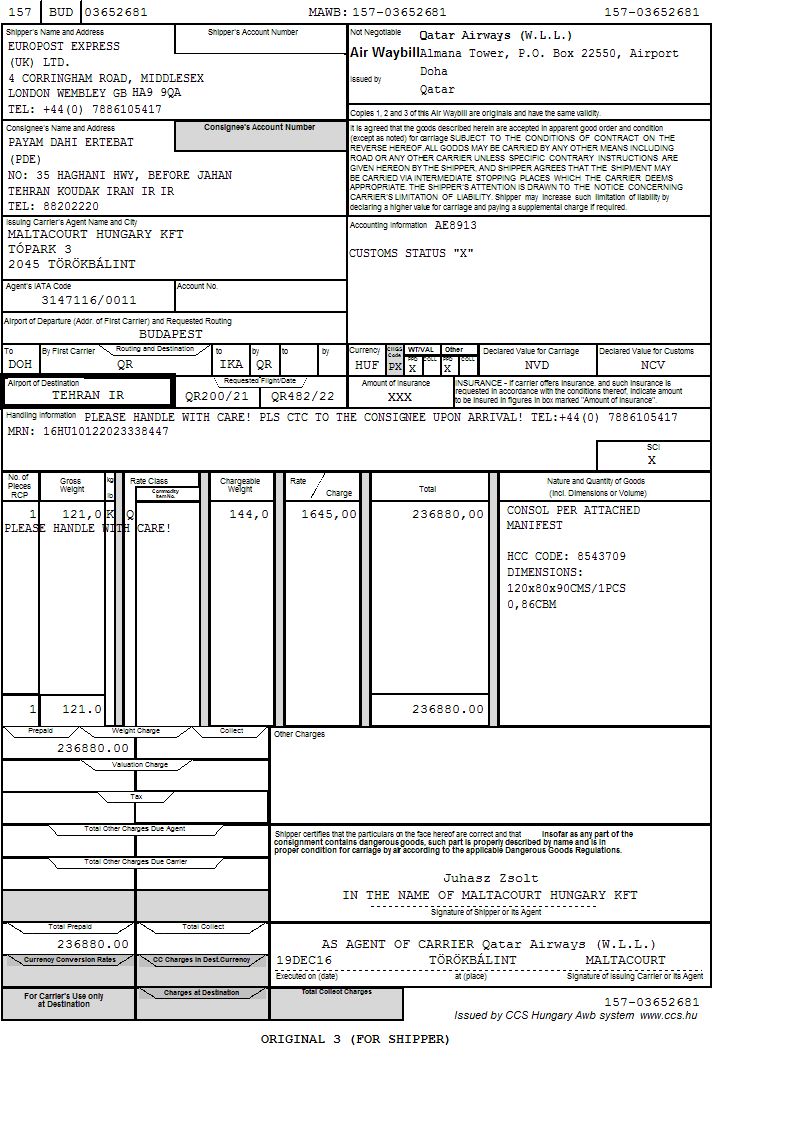 157 BUD 03652681 MAWB: 157-03652681 157-03652681
Shipper's Name and Address
Shipper's Account Number
EUROPOST EXPRESS
(UK) LTD.
4 CORRINGHAM ROAD, MIDDLESEX
LONDON WEMBLEY GB HA9 9QA
TEL: +44(0) 7886105417
Not Negotiable
Air Waybill
Issued by
Qatar Airways (W.L.L.)
Almana Tower, P.O. Box 22550, Airport
Doha
Qatar
Copies 1, 2 and 3 of this Air Waybill are originals and have the same validity.
Consignee's Name and Address
Consignee's Account Number
PAYAM DAHI ERTEBAT
(PDE)
NO: 35 HAGHANI HWY, BEFORE JAHAN
TEHRAN KOUDAK IRAN IR IR
TEL: 88202220
It is agreed that the goods described herein are accepted in apparent good order and condition
(except as noted) for carriage SUBJECT TO THE CONDITIONS OF CONTRACT ON THE
REVERSE HEREOF. ALL GOODS MAY BE CARRIED BY ANY OTHER MEANS INCLUDING
ROAD OR ANY OTHER CARRIER UNLESS SPECIFIC CONTRARY INSTRUCTIONS ARE
GIVEN HEREON BY THE SHIPPER, AND SHIPPER AGREES THAT THE SHIPMENT MAY
BE CARRIED VIA INTERMEDIATE STOPPING PLACES WHICH THE CARRIER DEEMS
APPROPRIATE. THE SHIPPER'S ATTENTION IS DRAWN TO THE NOTICE CONCERNING
CARRIER'S LIMITATION OF LIABILITY. Shipper may increase such limitation of liability by
declaring a higher value for carriage and paying a supplemental charge if required.
Issuing Carrier's Agent Name and City
MALTACOURT HUNGARY KFT
TÓPARK 3
2045 TÖRÖKBÁLINT
Accounting Information AE8913
CUSTOMS STATUS "X"
Agent's IATA Code
3147116/0011
Account No.
Airport of Departure (Addr. of First Carrier) and Requested Routing
BUDAPEST
To By First Carrier Routing and Destination to by to by
DOH QR IKA QR
Currency CHGS Code WT/VAL Other Declared Value for Carriage Declared Value for Customs
PPD COLL PPD COLL
HUF PX X X NVD NCV
Airport of Destination
TEHRAN IR
Requested Flight/Date
QR200/21 QR482/22
Amount of Insurance
XXX
INSURANCE - If carrier offers insurance, and such insurance is
requested in accordance with the conditions thereof, indicate amount
to be insured in figures in box marked "Amount of Insurance".
Handling Information PLEASE HANDLE WITH CARE! PLS CTC TO THE CONSIGNEE UPON ARRIVAL! TEL:+44(0) 7886105417
MRN: 16HU10122023338447
SCI
X
No. of Pieces RCP
Gross Weight
kg lb
Rate Class
Commodity Item No.
Chargeable Weight
Rate / Charge
Total
Nature and Quantity of Goods
(Incl. Dimensions or Volume)
1 121,0 K Q 144,0 1645,00 236880,00 CONSOL PER ATTACHED
PLEASE HANDLE WITH CARE! MANIFEST
HCC CODE: 8543709
DIMENSIONS:
120x80x90CMS/1PCS
0,86CBM
1 121.0 236880.00
Prepaid Weight Charge Collect
Other Charges
236880.00
Valuation Charge
Tax
Total Other Charges Due Agent
Shipper certifies that the particulars on the face hereof are correct and that insofar as any part of the
consignment contains dangerous goods, such part is properly described by name and is in
proper condition for carriage by air according to the applicable Dangerous Goods Regulations.
Total Other Charges Due Carrier
Juhasz Zsolt
IN THE NAME OF MALTACOURT HUNGARY KFT
Signature of Shipper or its Agent
Total Prepaid Total Collect
236880.00
AS AGENT OF CARRIER Qatar Airways (W.L.L.)
Currency Conversion Rates CC Charges in Dest.Currency
19DEC16 TÖRÖKBÁLINT MALTACOURT
Executed on (date) at (place) Signature of Issuing Carrier or its Agent
For Carrier's Use only
at Destination
Charges at Destination
Total Collect Charges
157-03652681
Issued by CCS Hungary Awb system www.ccs.hu
ORIGINAL 3 (FOR SHIPPER)